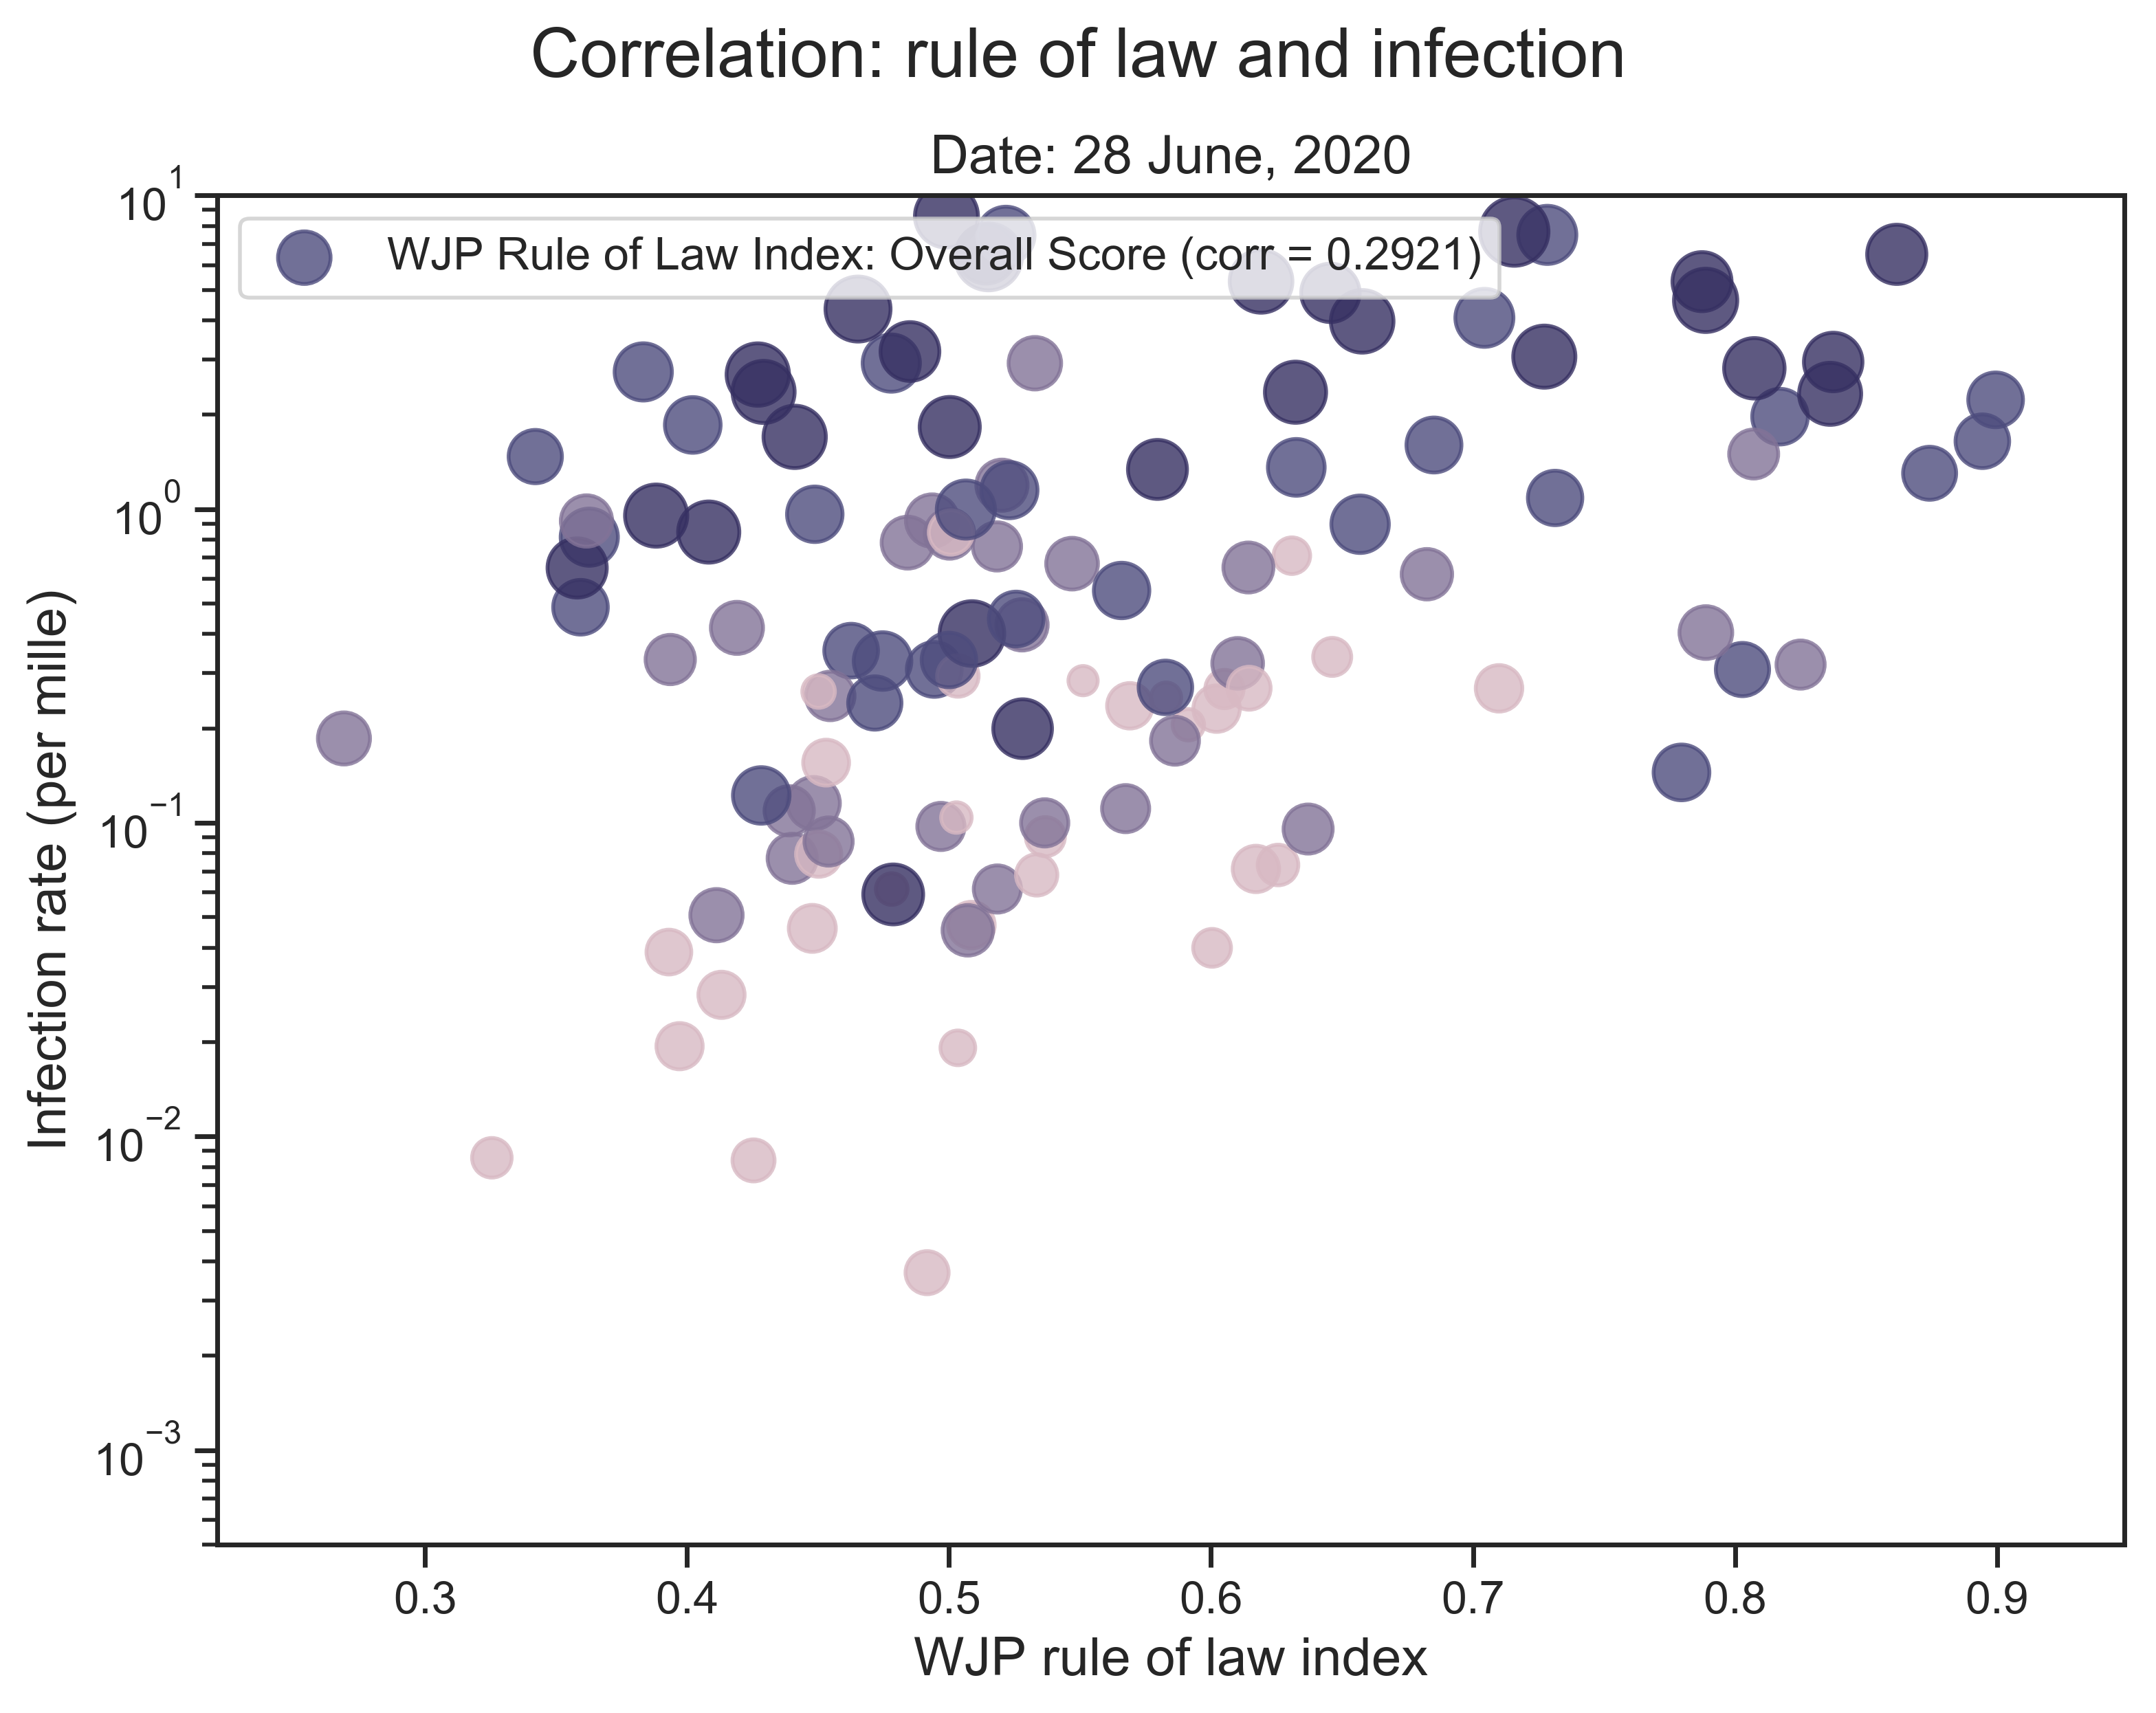 Correlation: rule of law and infection
Date: 28 June, 2020
WJP Rule of Law Index: Overall Score (corr = 0.2921)
Infection rate (per mille)
10^1
10^0
10^−1
10^−2
10^−3
0.3 0.4 0.5 0.6 0.7 0.8 0.9
WJP rule of law index